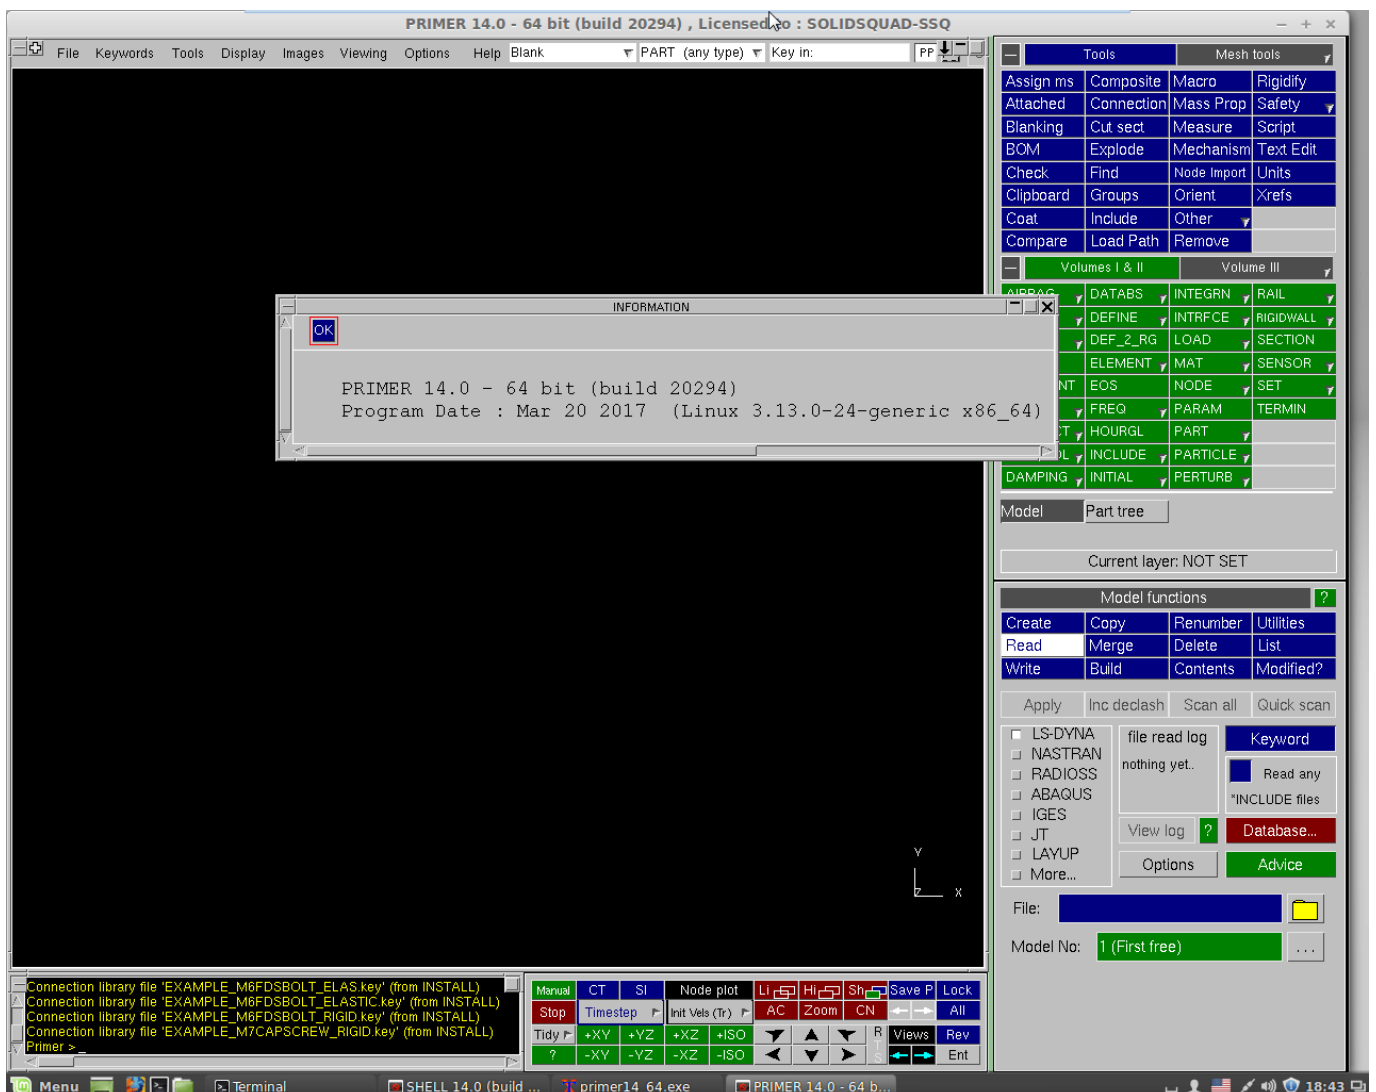 PRIMER 14.0 - 64 bit (build 20294) , Licensed to : SOLIDSQUAD-SSQ
File Keywords Tools Display Images Viewing Options Help Blank PART (any type) Key in: PP
Tools Mesh tools
Assign ms Composite Macro Rigidify
Attached Connection Mass Prop Safety
Blanking Cut sect Measure Script
BOM Explode Mechanism Text Edit
Check Find Node Import Units
Clipboard Groups Orient Xrefs
Coat Include Other
Compare Load Path Remove
Volumes I & II Volume III
AIRBAG DATABS INTEGRN RAIL
DEFINE INTRFCE RIGIDWALL
DEF_2_RG LOAD SECTION
ELEMENT MAT SENSOR
NT EOS NODE SET
FREQ PARAM TERMIN
T HOURGL PART
OL INCLUDE PARTICLE
DAMPING INITIAL PERTURB
INFORMATION
OK
PRIMER 14.0 - 64 bit (build 20294)
Program Date : Mar 20 2017 (Linux 3.13.0-24-generic x86_64)
Model Part tree
Current layer: NOT SET
Model functions ?
Create Copy Renumber Utilities
Read Merge Delete List
Write Build Contents Modified?
Apply Inc declash Scan all Quick scan
LS-DYNA
NASTRAN
RADIOSS
ABAQUS
IGES
JT
LAYUP
More...
file read log
nothing yet..
View log ?
Options
Keyword
Read any
*INCLUDE files
Database...
Advice
File:
Model No: 1 (First free) ...
Y
Z X
Connection library file 'EXAMPLE_M6FDSBOLT_ELAS.key' (from INSTALL)
Connection library file 'EXAMPLE_M6FDSBOLT_ELASTIC.key' (from INSTALL)
Connection library file 'EXAMPLE_M6FDSBOLT_RIGID.key' (from INSTALL)
Connection library file 'EXAMPLE_M7CAPSCREW_RIGID.key' (from INSTALL)
Primer > _
Manual CT SI Node plot Li Hi Sh Save P Lock
Stop Timestep Init Vels (Tr) AC Zoom CN All
Tidy +XY +YZ +XZ +ISO R Views Rev
? -XY -YZ -XZ -ISO T S Ent
Menu Terminal SHELL 14.0 (build ... primer14_64.exe PRIMER 14.0 - 64 b... 18:43